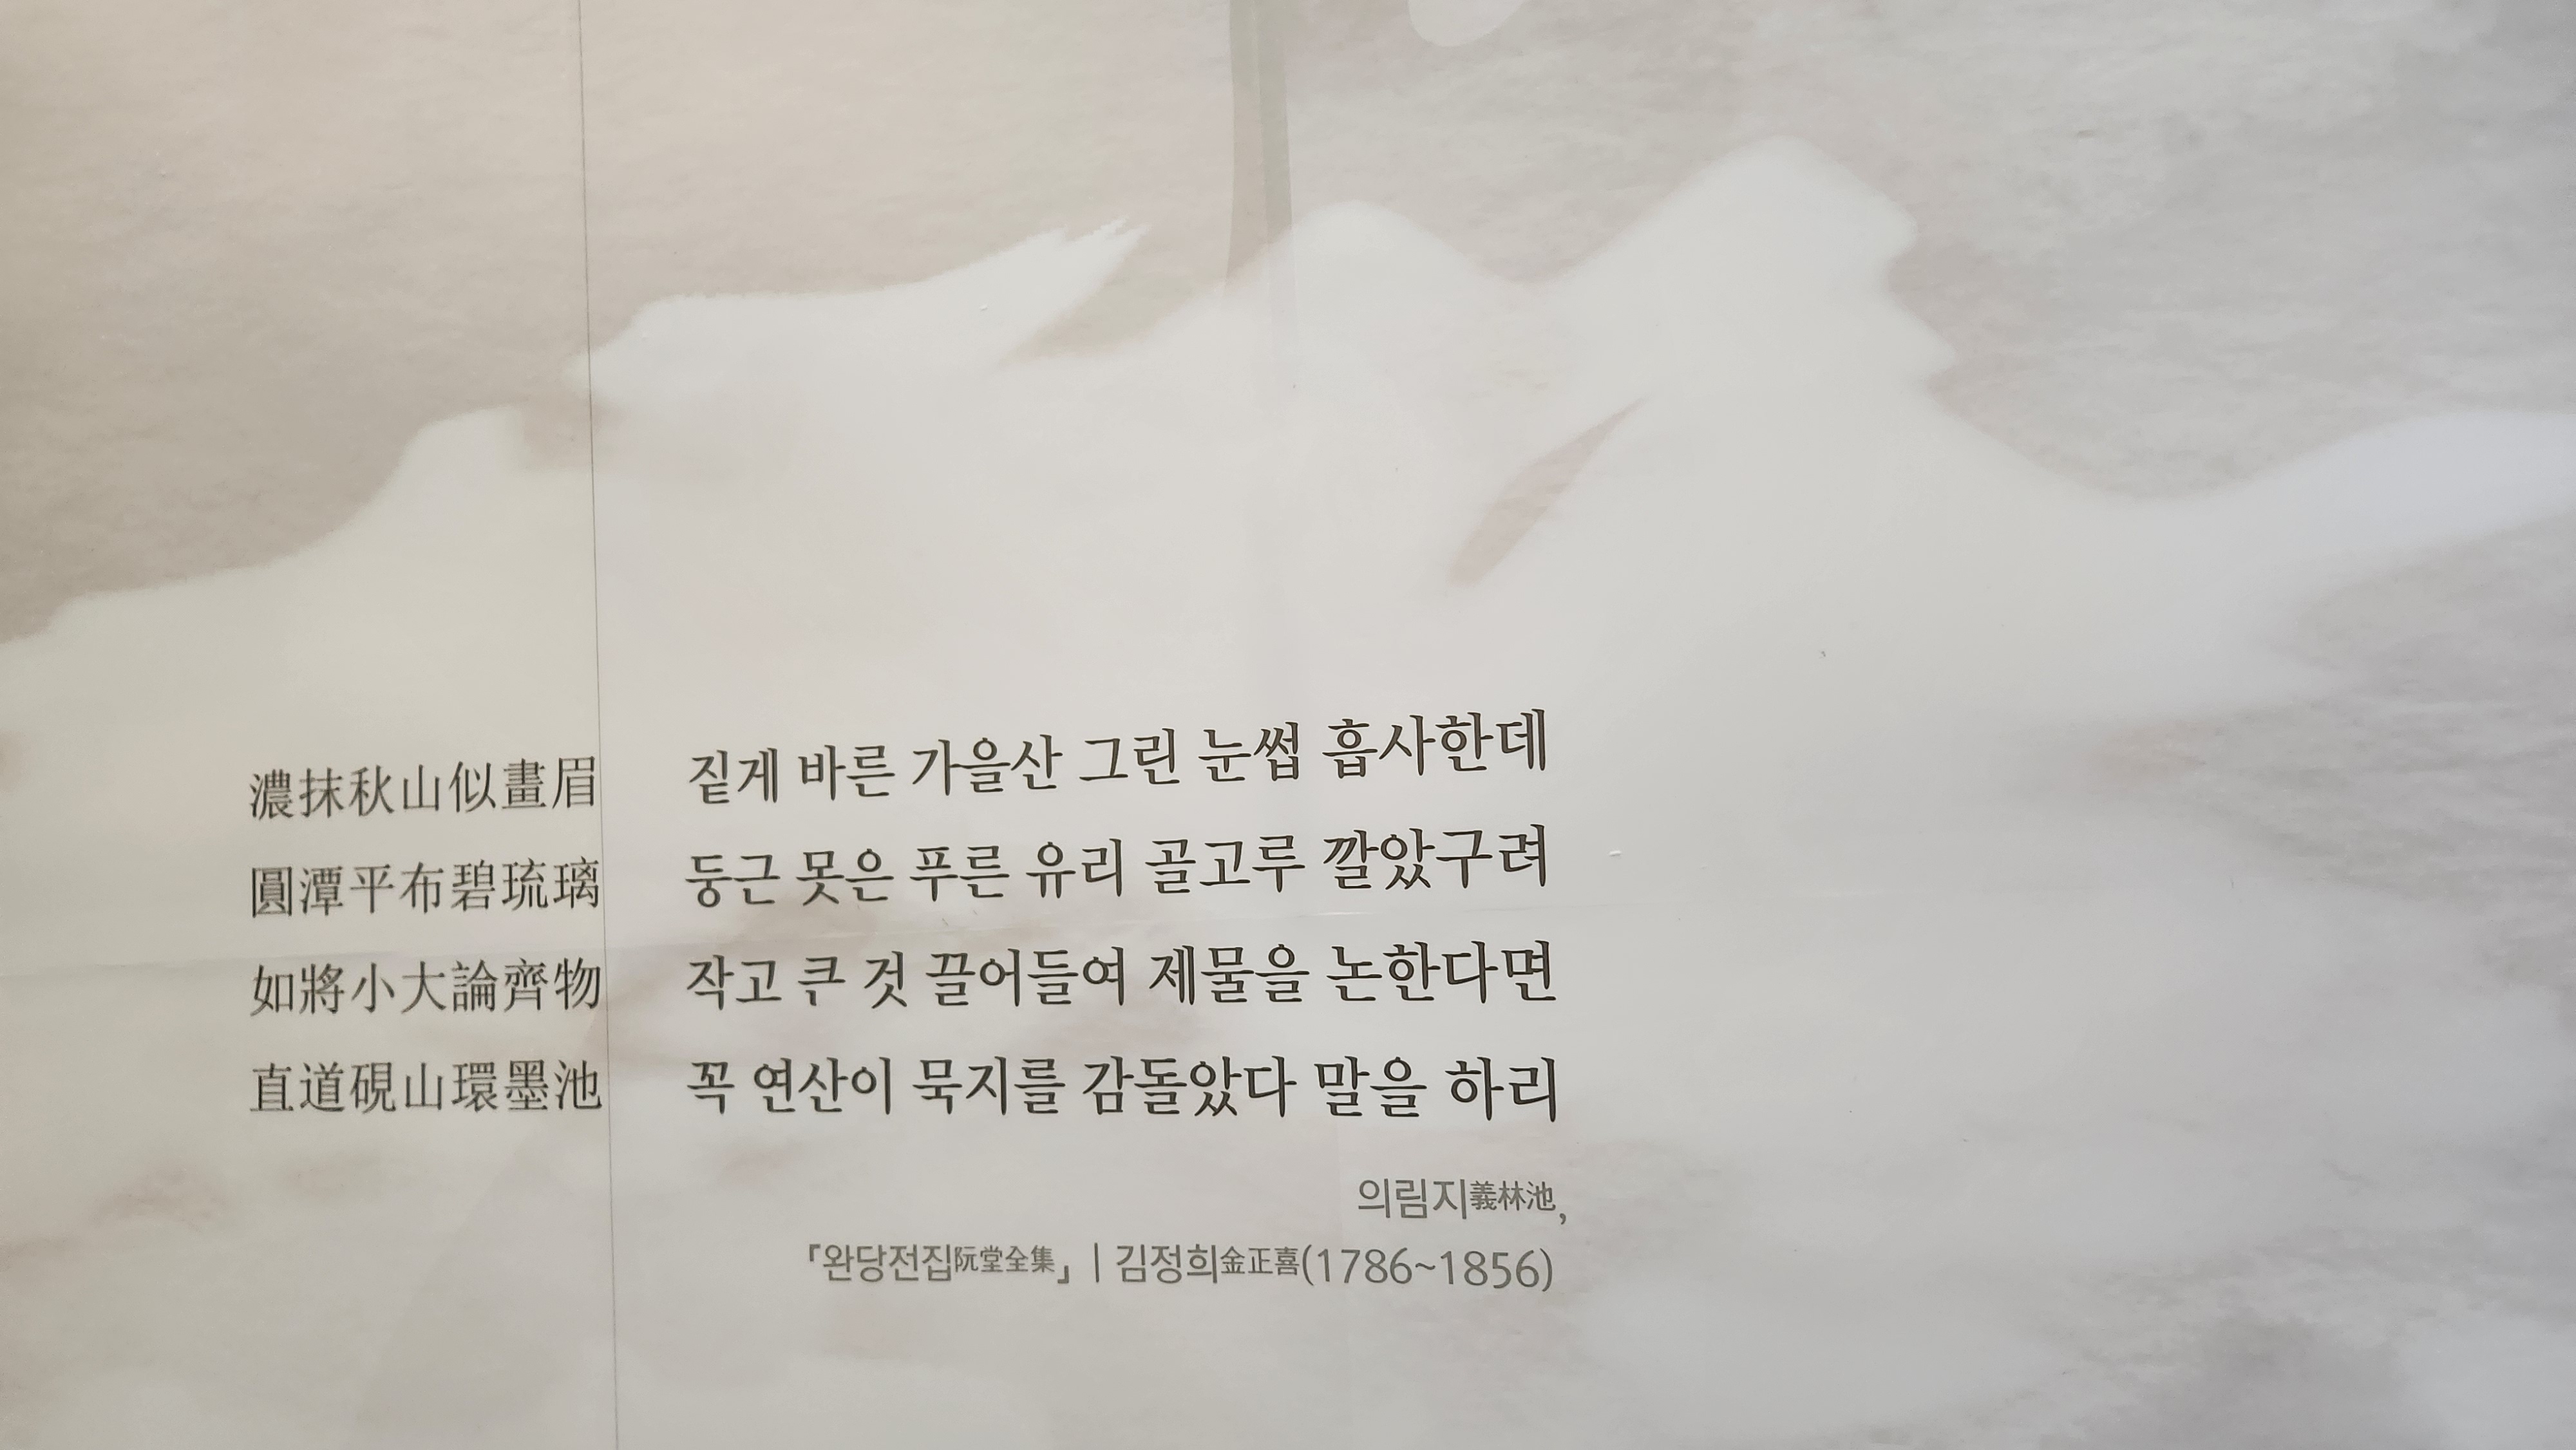 濃抹秋山似畫眉
圓潭平布碧琉璃
如將小大論齊物
直道硯山環墨池
짙게 바른 가을산 그린 눈썹 흡사한데
둥근 못은 푸른 유리 골고루 깔았구려
작고 큰 것 끌어들여 제물을 논한다면
꼭 연산이 묵지를 감돌았다 말을 하리
의림지義林池,
『완당전집阮堂全集』 | 김정희金正喜(1786~1856)